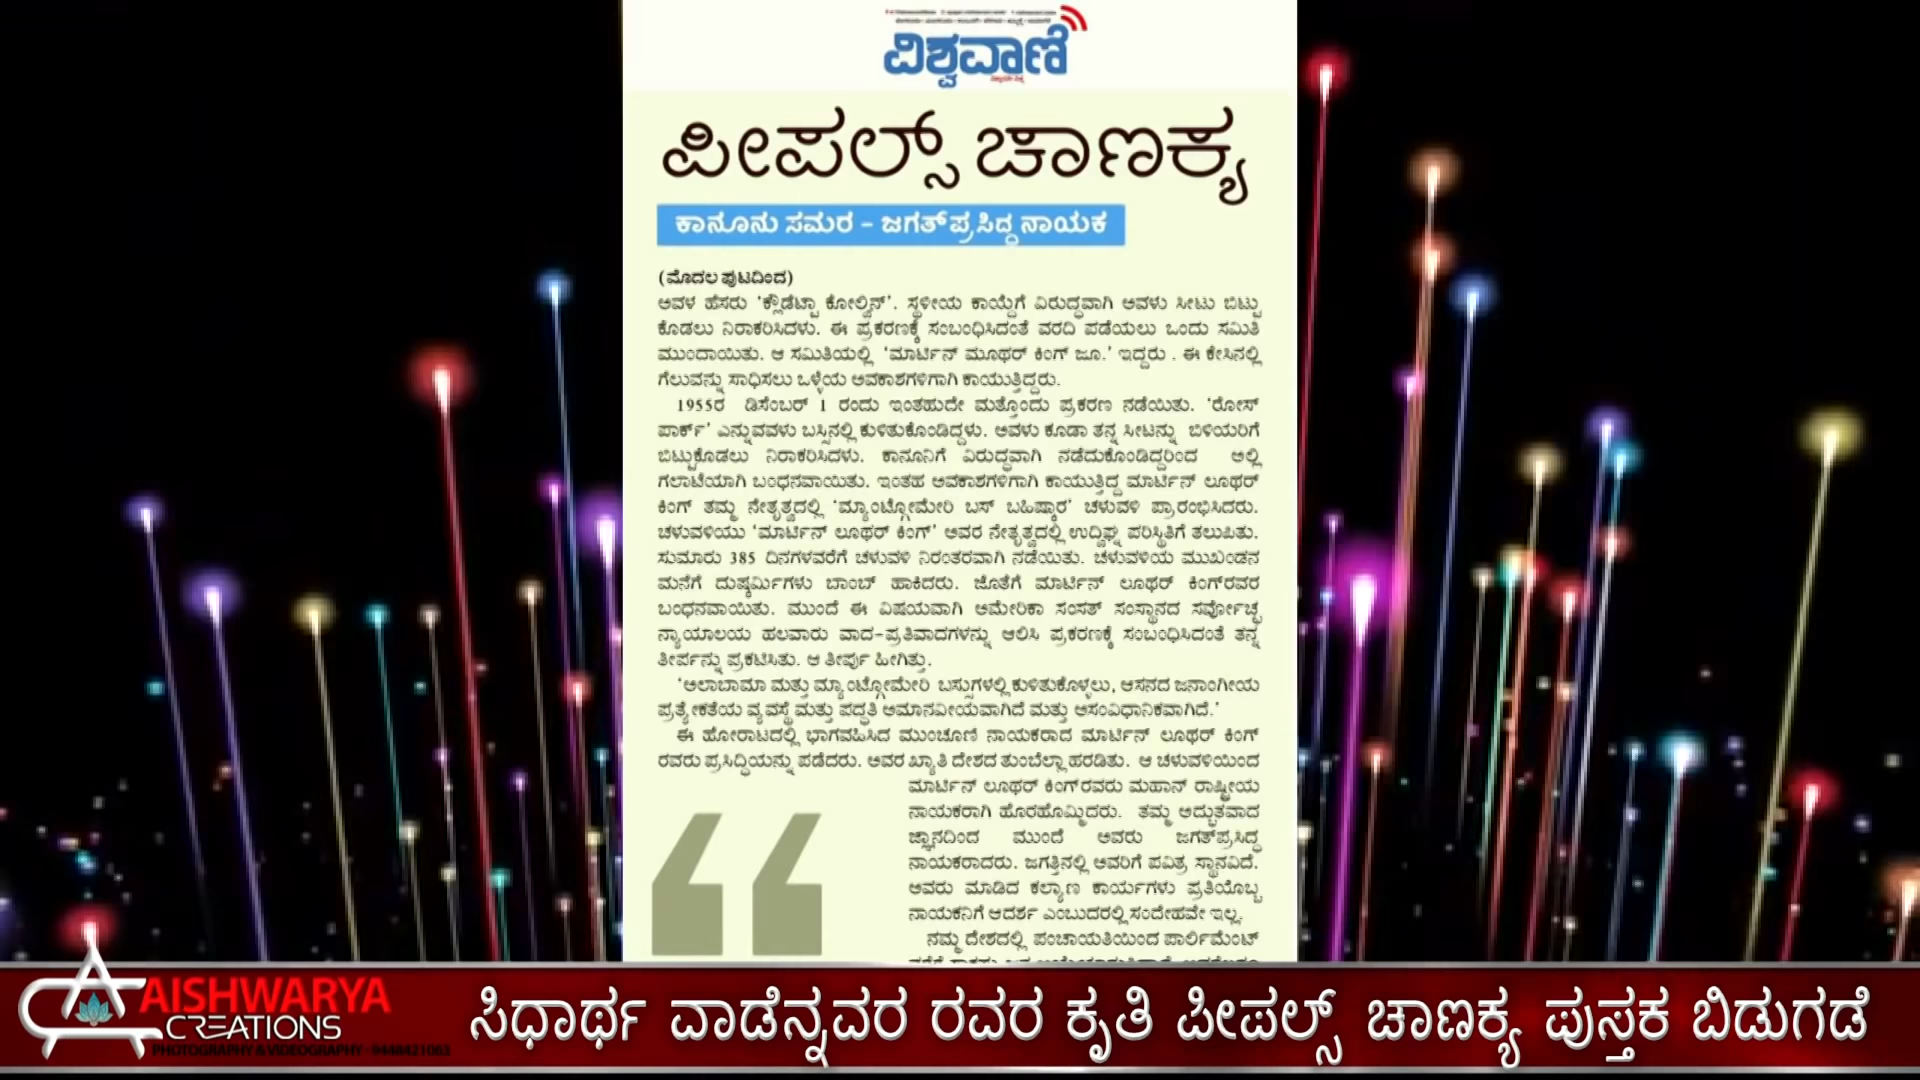 ವಿಶ್ವವಾಣಿ
ಪೀಪಲ್ಸ್ ಚಾಣಕ್ಯ
ಕಾನೂನು ಸಮರ - ಜಗತ್‌ಪ್ರಸಿದ್ಧ ನಾಯಕ
(ಮೊದಲ ಪುಟದಿಂದ)
ಅವಳ ಹೆಸರು ‘ಕ್ಲೌಡೆಟ್ಟಾ ಕೋಲ್ವಿನ್’. ಸ್ಥಳೀಯ ಕಾಯ್ದೆಗೆ ವಿರುದ್ಧವಾಗಿ ಅವಳು ಸೀಟು ಬಿಟ್ಟು
ಕೊಡಲು ನಿರಾಕರಿಸಿದಳು. ಈ ಪ್ರಕರಣಕ್ಕೆ ಸಂಬಂಧಿಸಿದಂತೆ ವರದಿ ಪಡೆಯಲು ಒಂದು ಸಮಿತಿ
ಮುಂದಾಯಿತು. ಆ ಸಮಿತಿಯಲ್ಲಿ ‘ಮಾರ್ಟಿನ್ ಮೂಥರ್ ಕಿಂಗ್ ಜೂ.’ ಇದ್ದರು . ಈ ಕೇಸಿನಲ್ಲಿ
ಗೆಲುವನ್ನು ಸಾಧಿಸಲು ಒಳ್ಳೆಯ ಅವಕಾಶಗಳಿಗಾಗಿ ಕಾಯುತ್ತಿದ್ದರು.
1955ರ ಡಿಸೆಂಬರ್ 1 ರಂದು ಇಂತಹುದೇ ಮತ್ತೊಂದು ಪ್ರಕರಣ ನಡೆಯಿತು. ‘ರೋಸ್
ಪಾರ್ಕ್’ ಎನ್ನುವವಳು ಬಸ್ಸಿನಲ್ಲಿ ಕುಳಿತುಕೊಂಡಿದ್ದಳು. ಅವಳು ಕೂಡಾ ತನ್ನ ಸೀಟನ್ನು ಬಿಳಿಯರಿಗೆ
ಬಿಟ್ಟುಕೊಡಲು ನಿರಾಕರಿಸಿದಳು. ಕಾನೂನಿಗೆ ವಿರುದ್ಧವಾಗಿ ನಡೆದುಕೊಂಡಿದ್ದರಿಂದ ಅಲ್ಲಿ
ಗಲಾಟೆಯಾಗಿ ಬಂಧನವಾಯಿತು. ಇಂತಹ ಅವಕಾಶಗಳಿಗಾಗಿ ಕಾಯುತ್ತಿದ್ದ ಮಾರ್ಟಿನ್ ಲೂಥರ್
ಕಿಂಗ್ ತಮ್ಮ ನೇತೃತ್ವದಲ್ಲಿ ‘ಮ್ಯಾಂಟ್ಗೋಮೇರಿ ಬಸ್ ಬಹಿಷ್ಕಾರ’ ಚಳುವಳಿ ಪ್ರಾರಂಭಿಸಿದರು.
ಚಳುವಳಿಯು ‘ಮಾರ್ಟಿನ್ ಲೂಥರ್ ಕಿಂಗ್’ ಅವರ ನೇತೃತ್ವದಲ್ಲಿ ಉದ್ವಿಘ್ನ ಪರಿಸ್ಥಿತಿಗೆ ತಲುಪಿತು.
ಸುಮಾರು 385 ದಿನಗಳವರೆಗೆ ಚಳುವಳಿ ನಿರಂತರವಾಗಿ ನಡೆಯಿತು. ಚಳುವಳಿಯ ಮುಖಂಡನ
ಮನೆಗೆ ದುಷ್ಕರ್ಮಿಗಳು ಬಾಂಬ್ ಹಾಕಿದರು. ಜೊತೆಗೆ ಮಾರ್ಟಿನ್ ಲೂಥರ್ ಕಿಂಗ್‌ರವರ
ಬಂಧನವಾಯಿತು. ಮುಂದೆ ಈ ವಿಷಯವಾಗಿ ಅಮೇರಿಕಾ ಸಂಸತ್ ಸಂಸ್ಥಾನದ ಸರ್ವೋಚ್ಛ
ನ್ಯಾಯಾಲಯ ಹಲವಾರು ವಾದ-ಪ್ರತಿವಾದಗಳನ್ನು ಆಲಿಸಿ ಪ್ರಕರಣಕ್ಕೆ ಸಂಬಂಧಿಸಿದಂತೆ ತನ್ನ
ತೀರ್ಪನ್ನು ಪ್ರಕಟಿಸಿತು. ಆ ತೀರ್ಪು ಹೀಗಿತ್ತು.
‘ಅಲಾಬಾಮಾ ಮತ್ತು ಮ್ಯಾಂಟ್ಗೋಮೇರಿ ಬಸ್ಸುಗಳಲ್ಲಿ ಕುಳಿತುಕೊಳ್ಳಲು, ಆಸನದ ಜನಾಂಗೀಯ
ಪ್ರತ್ಯೇಕತೆಯ ವ್ಯವಸ್ಥೆ ಮತ್ತು ಪದ್ಧತಿ ಅಮಾನವೀಯವಾಗಿದೆ ಮತ್ತು ಅಸಂವಿಧಾನಿಕವಾಗಿದೆ.’
ಈ ಹೋರಾಟದಲ್ಲಿ ಭಾಗವಹಿಸಿದ ಮುಂಚೂಣಿ ನಾಯಕರಾದ ಮಾರ್ಟಿನ್ ಲೂಥರ್ ಕಿಂಗ್
ರವರು ಪ್ರಸಿದ್ಧಿಯನ್ನು ಪಡೆದರು. ಅವರ ಖ್ಯಾತಿ ದೇಶದ ತುಂಬೆಲ್ಲಾ ಹರಡಿತು. ಆ ಚಳುವಳಿಯಿಂದ
ಮಾರ್ಟಿನ್ ಲೂಥರ್ ಕಿಂಗ್‌ರವರು ಮಹಾನ್ ರಾಷ್ಟ್ರೀಯ
ನಾಯಕರಾಗಿ ಹೊರಹೊಮ್ಮಿದರು. ತಮ್ಮ ಅದ್ಭುತವಾದ
ಜ್ಞಾನದಿಂದ ಮುಂದೆ ಅವರು ಜಗತ್‌ಪ್ರಸಿದ್ಧ
ನಾಯಕರಾದರು. ಜಗತ್ತಿನಲ್ಲಿ ಅವರಿಗೆ ಪವಿತ್ರ ಸ್ಥಾನವಿದೆ.
ಅವರು ಮಾಡಿದ ಕಲ್ಯಾಣ ಕಾರ್ಯಗಳು ಪ್ರತಿಯೊಬ್ಬ
ನಾಯಕನಿಗೆ ಆದರ್ಶ ಎಂಬುದರಲ್ಲಿ ಸಂದೇಹವೇ ಇಲ್ಲ.
ನಮ್ಮ ದೇಶದಲ್ಲಿ ಪಂಚಾಯತಿಯಿಂದ ಪಾರ್ಲಿಮೆಂಟ್
AISHWARYA
CREATIONS
PHOTOGRAPHY & VIDEOGRAPHY - 9448421063
ಸಿಧಾರ್ಥ ವಾಡೆನ್ನವರ ರವರ ಕೃತಿ ಪೀಪಲ್ಸ್ ಚಾಣಕ್ಯ ಪುಸ್ತಕ ಬಿಡುಗಡೆ